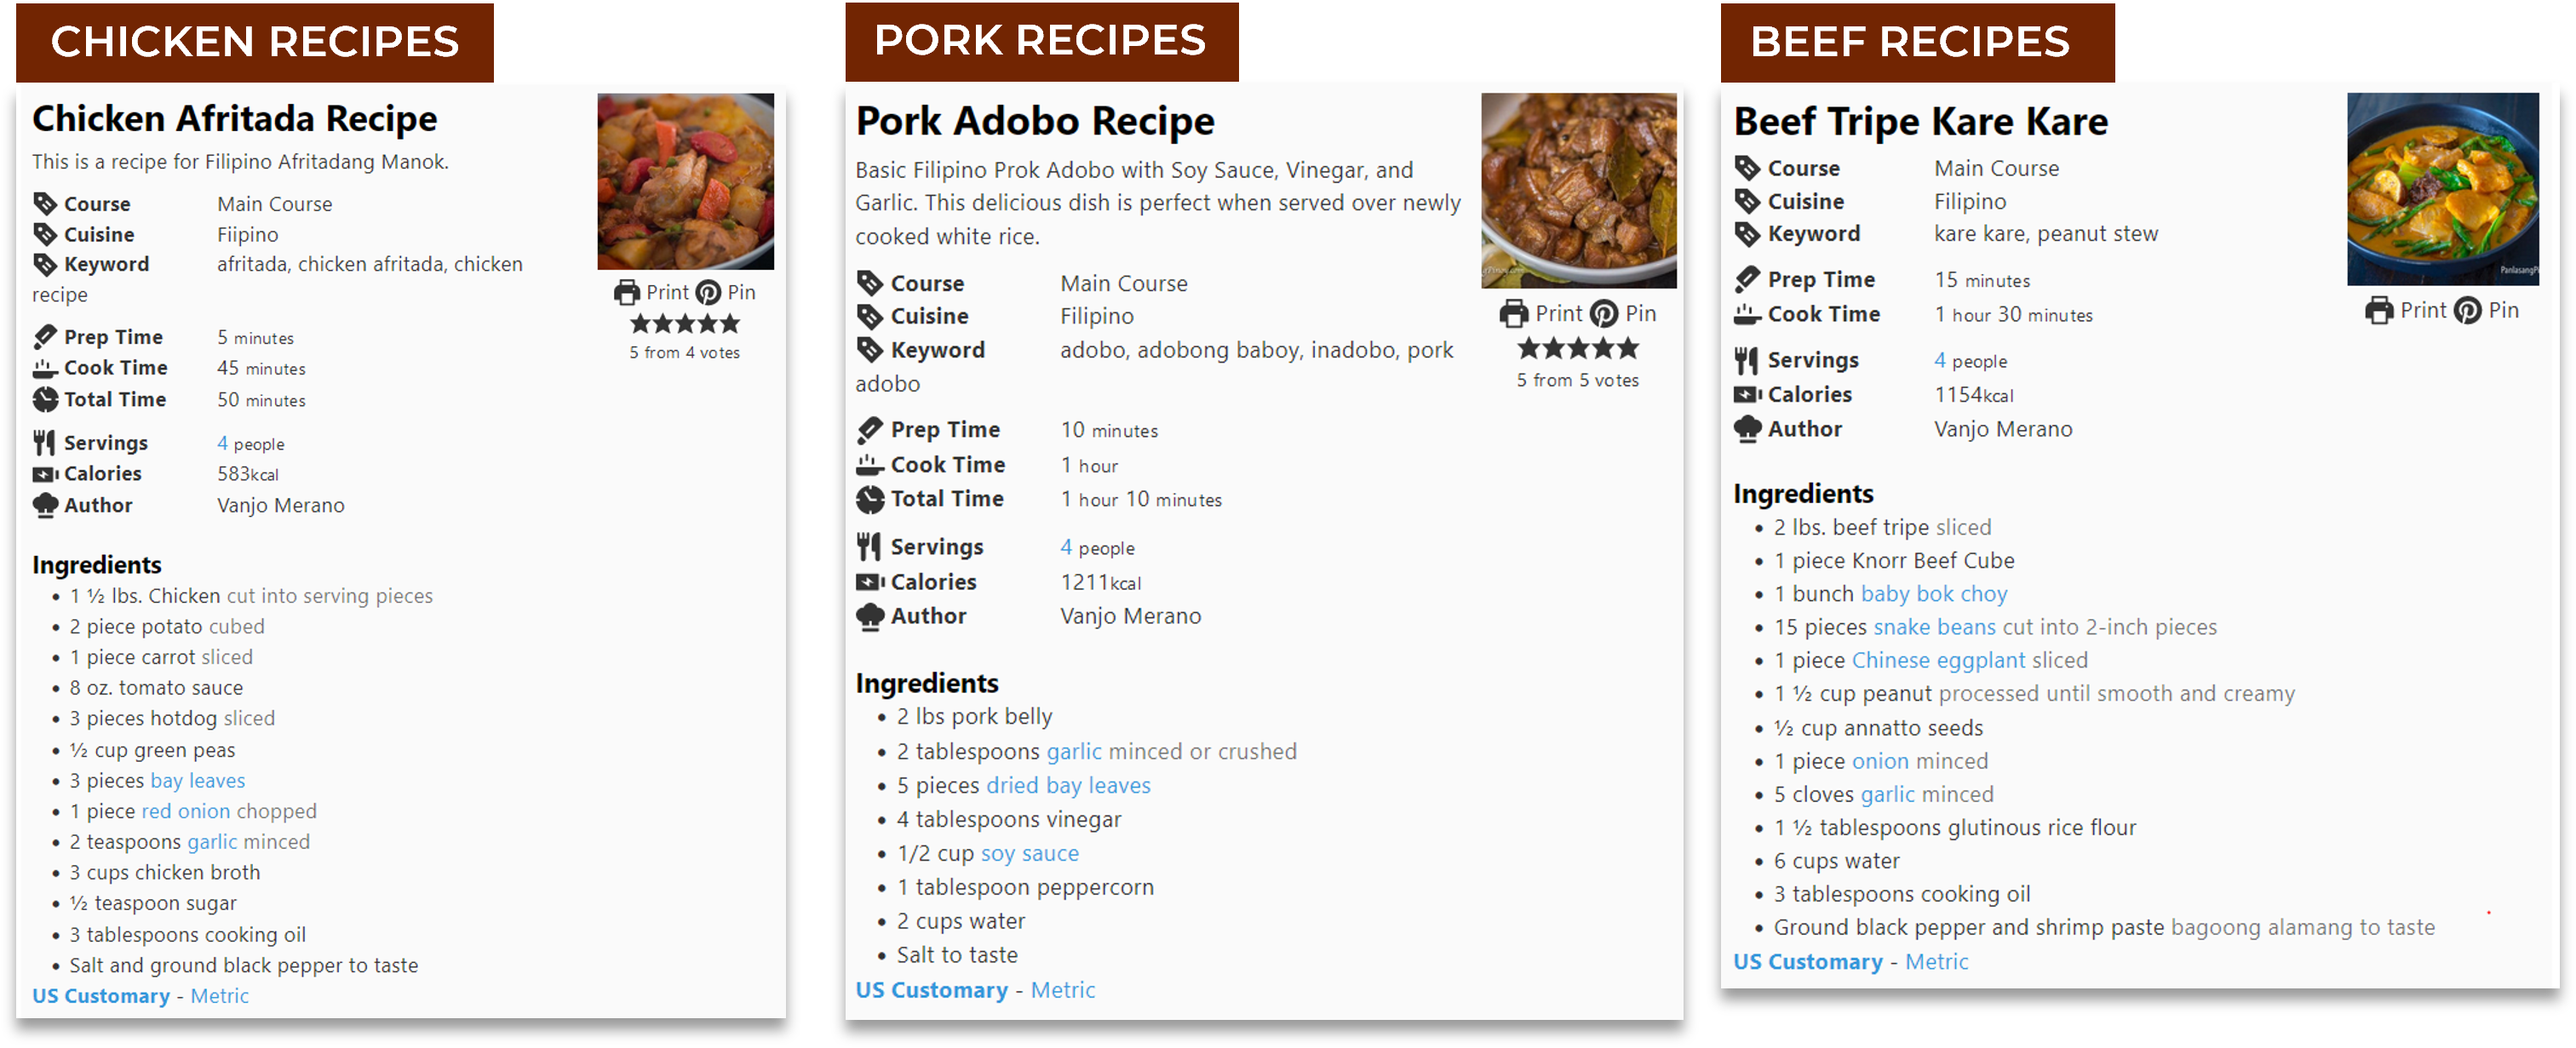 CHICKEN RECIPES
Chicken Afritada Recipe
This is a recipe for Filipino Afritadang Manok.
Course Main Course
Cuisine Fiipino
Keyword afritada, chicken afritada, chicken
recipe
Prep Time 5 minutes
Cook Time 45 minutes
Total Time 50 minutes
Servings 4 people
Calories 583kcal
Author Vanjo Merano
Print Pin
5 from 4 votes
Ingredients
• 1 ½ lbs. Chicken cut into serving pieces
• 2 piece potato cubed
• 1 piece carrot sliced
• 8 oz. tomato sauce
• 3 pieces hotdog sliced
• ½ cup green peas
• 3 pieces bay leaves
• 1 piece red onion chopped
• 2 teaspoons garlic minced
• 3 cups chicken broth
• ½ teaspoon sugar
• 3 tablespoons cooking oil
• Salt and ground black pepper to taste
US Customary - Metric
PORK RECIPES
Pork Adobo Recipe
Basic Filipino Prok Adobo with Soy Sauce, Vinegar, and
Garlic. This delicious dish is perfect when served over newly
cooked white rice.
Course Main Course
Cuisine Filipino
Keyword adobo, adobong baboy, inadobo, pork
adobo
Prep Time 10 minutes
Cook Time 1 hour
Total Time 1 hour 10 minutes
Servings 4 people
Calories 1211kcal
Author Vanjo Merano
Print Pin
5 from 5 votes
Ingredients
• 2 lbs pork belly
• 2 tablespoons garlic minced or crushed
• 5 pieces dried bay leaves
• 4 tablespoons vinegar
• 1/2 cup soy sauce
• 1 tablespoon peppercorn
• 2 cups water
• Salt to taste
US Customary - Metric
BEEF RECIPES
Beef Tripe Kare Kare
Course Main Course
Cuisine Filipino
Keyword kare kare, peanut stew
Prep Time 15 minutes
Cook Time 1 hour 30 minutes
Servings 4 people
Calories 1154kcal
Author Vanjo Merano
PanlasangPi
Print Pin
Ingredients
• 2 lbs. beef tripe sliced
• 1 piece Knorr Beef Cube
• 1 bunch baby bok choy
• 15 pieces snake beans cut into 2-inch pieces
• 1 piece Chinese eggplant sliced
• 1 ½ cup peanut processed until smooth and creamy
• ½ cup annatto seeds
• 1 piece onion minced
• 5 cloves garlic minced
• 1 ½ tablespoons glutinous rice flour
• 6 cups water
• 3 tablespoons cooking oil
• Ground black pepper and shrimp paste bagoong alamang to taste
US Customary - Metric